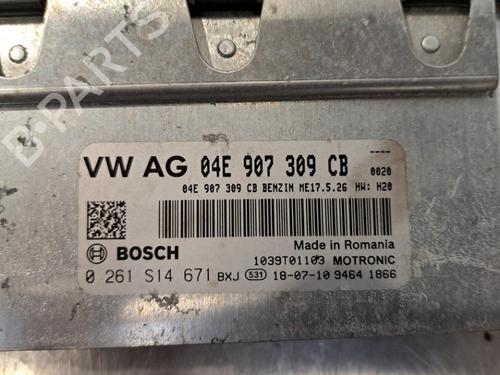 B-PARTS
VW AG 04E 907 309 CB
----
0020
04E 907 309 CB BENZIN ME17.5.26 HW: H20
BOSCH
Made in Romania
1039T01103 MOTRONIC
0 261 S14 671 BXJ 531 18-07-10 9464 1866